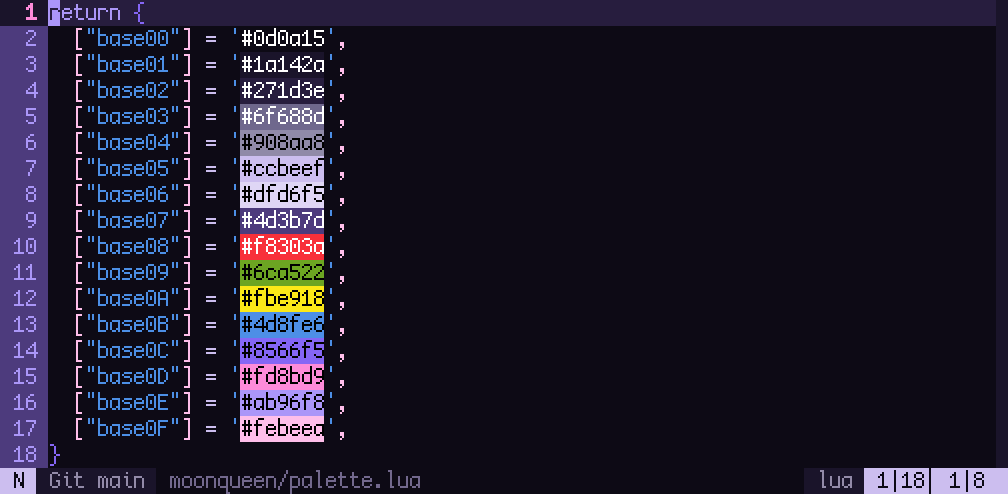 1 return {
2 ["base00"] = '#0d0a15',
3 ["base01"] = '#1a142a',
4 ["base02"] = '#271d3e',
5 ["base03"] = '#6f688d',
6 ["base04"] = '#908aa8',
7 ["base05"] = '#ccbeef',
8 ["base06"] = '#dfd6f5',
9 ["base07"] = '#4d3b7d',
10 ["base08"] = '#f8303a',
11 ["base09"] = '#6ca522',
12 ["base0A"] = '#fbe918',
13 ["base0B"] = '#4d8fe6',
14 ["base0C"] = '#8566f5',
15 ["base0D"] = '#fd8bd9',
16 ["base0E"] = '#ab96f8',
17 ["base0F"] = '#febeea',
18 }
N Git main moonqueen/palette.lua lua 1|18 1|8